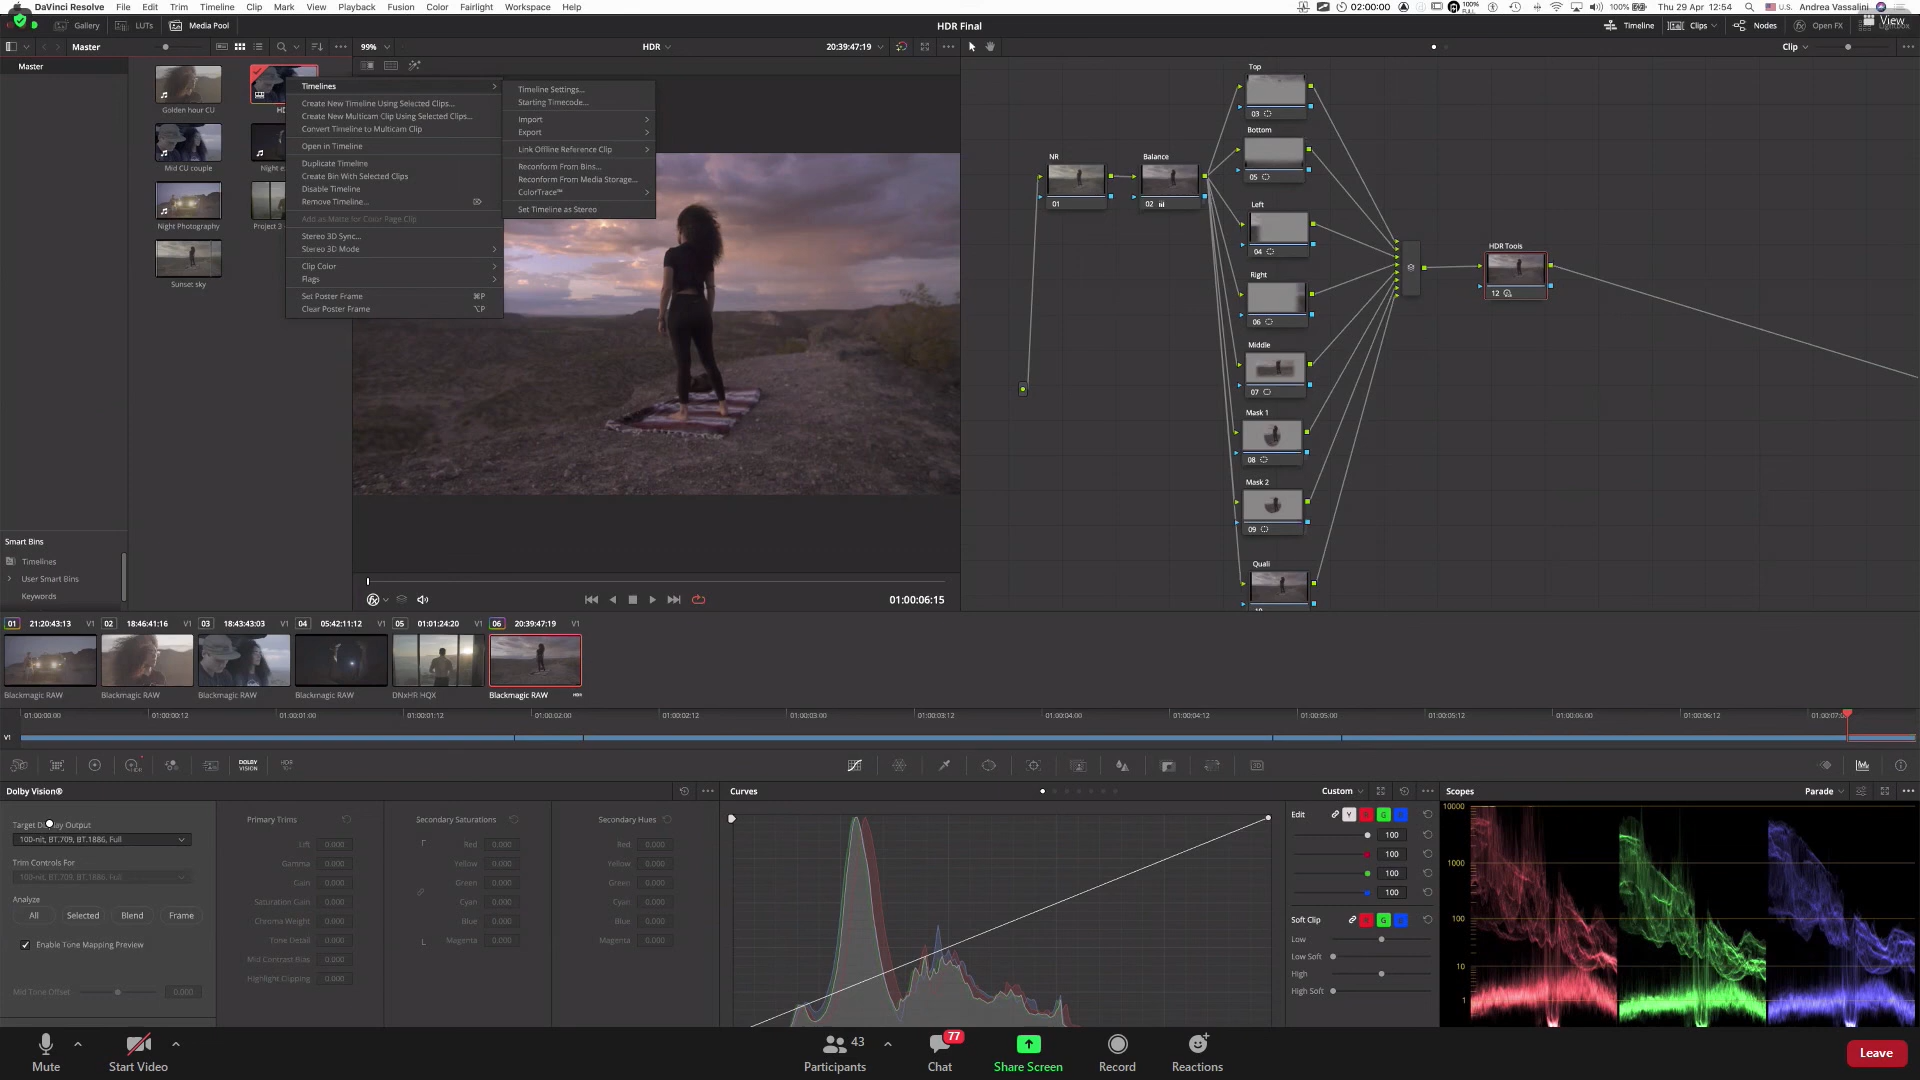 DaVinci Resolve File Edit Trim Timeline Clip Mark View Playback Fusion Color Fairlight Workspace Help
02:00:00 100% FULL 100% U.S. Thu 29 Apr 12:54 Andrea Vassalini
Gallery LUTs Media Pool HDR Final Timeline Clips Nodes Open FX View
Master 99% HDR 20:39:47:19 Clip
Master
Golden hour CU
Mid CU couple
Night Photography
Project 2
Sunset sky
Timelines
Create New Timeline Using Selected Clips...
Create New Multicam Clip Using Selected Clips...
Convert Timeline to Multicam Clip
Open in Timeline
Duplicate Timeline
Create Bin With Selected Clips
Disable Timeline
Remove Timeline...
Add as Matte for Color Page Clip
Stereo 3D Sync...
Stereo 3D Mode
Clip Color
Flags
Set Poster Frame ⌘P
Clear Poster Frame ⌥P
Timeline Settings...
Starting Timecode...
Import
Export
Link Offline Reference Clip
Reconform From Bins...
Reconform From Media Storage...
ColorTrace™
Set Timeline as Stereo
NR
01
Balance
02
Top
03
Bottom
05
Left
04
Right
06
Middle
07
Mask 1
08
Mask 2
09
Quali
HDR Tools
12
Smart Bins
Timelines
User Smart Bins
Keywords
01:00:06:15
01 21:20:43:13 V1 02 18:46:41:16 V1 03 18:43:43:03 V1 04 05:42:11:12 V1 05 01:01:24:20 V1 06 20:39:47:19 V1
Blackmagic RAW Blackmagic RAW Blackmagic RAW Blackmagic RAW DNxHR HQX Blackmagic RAW
01:00:00:00 01:00:00:12 01:00:01:00 01:00:01:12 01:00:02:00 01:00:02:12 01:00:03:00 01:00:03:12 01:00:04:00 01:00:04:12 01:00:05:00 01:00:05:12 01:00:06:00 01:00:06:12
V1
DOLBY VISION
Dolby Vision®
Target Display Output
100-nit, BT.709, BT.1886, Full
Trim Controls For
100-nit, BT.709, BT.1886, Full
Analyze
All Selected Blend Frame
Enable Tone Mapping Preview
Mid Tone Offset 0.000
Primary Trims
Lift 0.000
Gamma 0.000
Gain 0.000
Saturation Gain 0.000
Chroma Weight 0.000
Tone Detail 0.000
Mid Contrast Bias 0.000
Highlight Clipping 0.000
Secondary Saturations
Red 0.000
Yellow 0.000
Green 0.000
Cyan 0.000
Blue 0.000
Magenta 0.000
Secondary Hues
Red 0.000
Yellow 0.000
Green 0.000
Cyan 0.000
Blue 0.000
Magenta 0.000
Curves Custom
Edit Y
100
100
100
100
Soft Clip
Low
Low Soft
High
High Soft
Scopes Parade
10000
1000
100
10
1
Mute Start Video Participants 43 Chat 77 Share Screen Record Reactions Leave